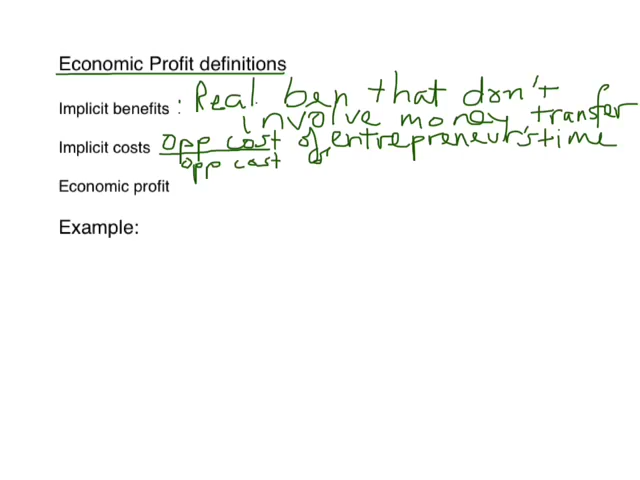 Economic Profit definitions
Implicit benefits : Real ben that don't
involve money transfer
Implicit costs opp cost of entrepreneur's time
opp cost
Economic profit
Example: